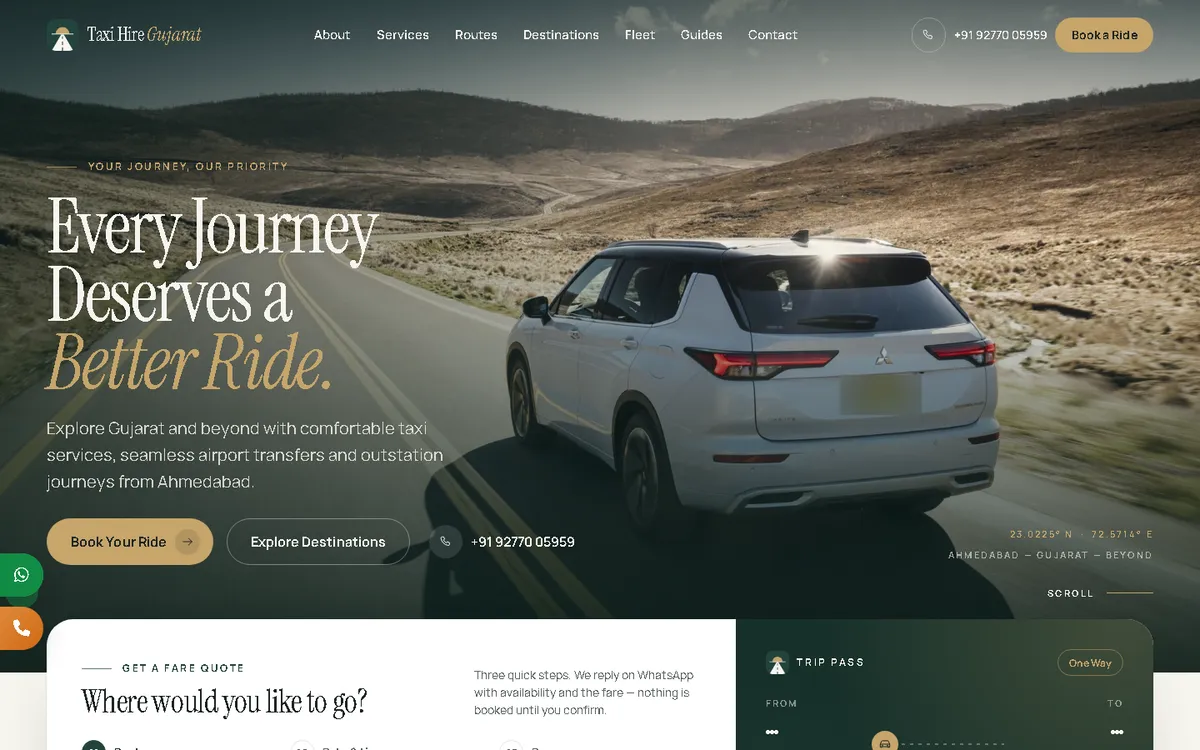 Taxi Hire Gujarat
About
Services
Routes
Destinations
Fleet
Guides
Contact
+91 92770 05959
Book a Ride
YOUR JOURNEY, OUR PRIORITY
Every Journey
Deserves a
Better Ride.
Explore Gujarat and beyond with comfortable taxi
services, seamless airport transfers and outstation
journeys from Ahmedabad.
Book Your Ride
Explore Destinations
+91 92770 05959
23.0225° N · 72.5714° E
AHMEDABAD — GUJARAT — BEYOND
SCROLL
GET A FARE QUOTE
Where would you like to go?
Three quick steps. We reply on WhatsApp
with availability and the fare — nothing is
booked until you confirm.
TRIP PASS
One Way
FROM
TO